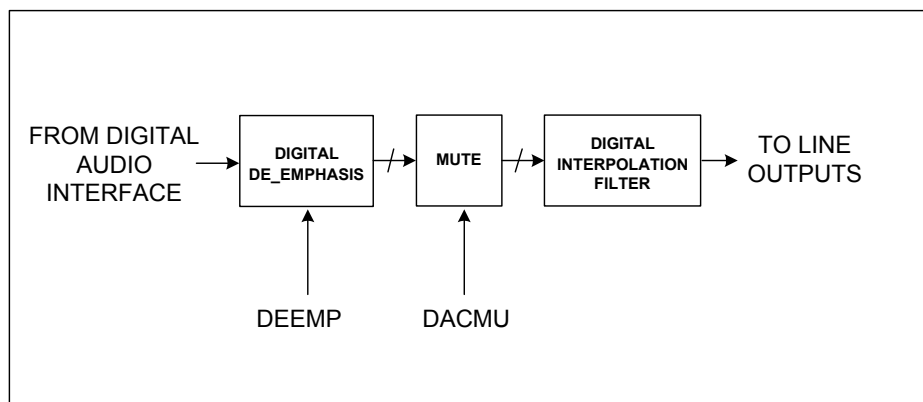 FROM DIGITAL
AUDIO
INTERFACE
DIGITAL
DE_EMPHASIS
MUTE
DIGITAL
INTERPOLATION
FILTER
TO LINE
OUTPUTS
DEEMP
DACMU